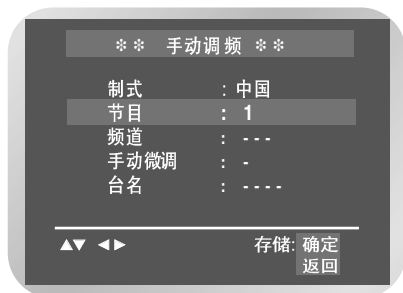 ❄❄ 手动调频 ❄❄
制式 : 中国
节目 : 1
频道 : ---
手动微调 : -
台名 : ----
▲▼ ◀▶ 存储: 确定
返回